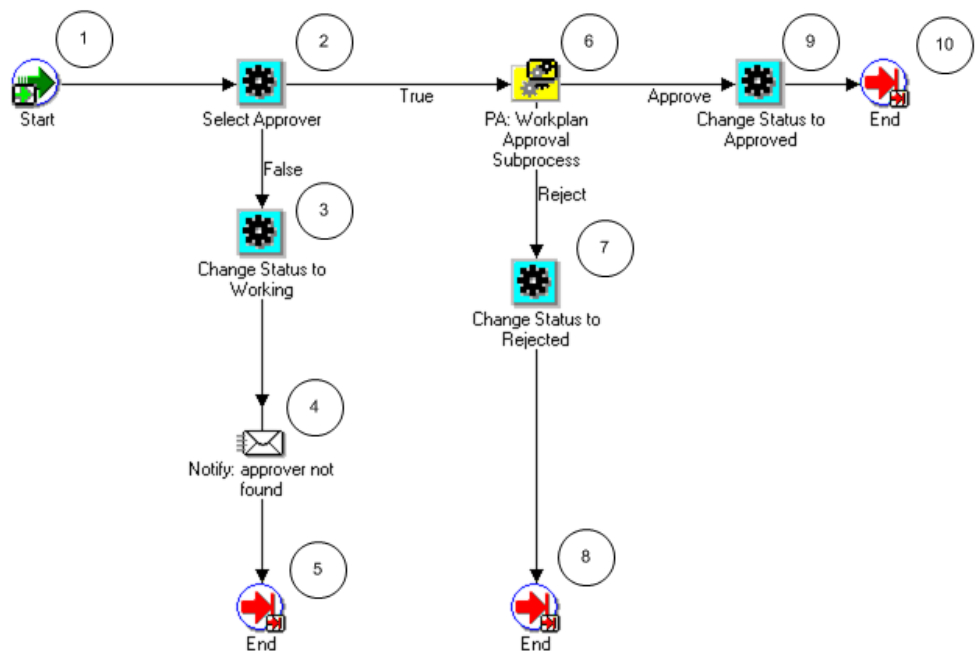 1
2
6
9
10
Start
Select Approver
True
PA: Workplan
Approval
Subprocess
Approve
Change Status to
Approved
End
False
Reject
3
7
Change Status to
Working
Change Status to
Rejected
4
Notify: approver not
found
5
8
End
End